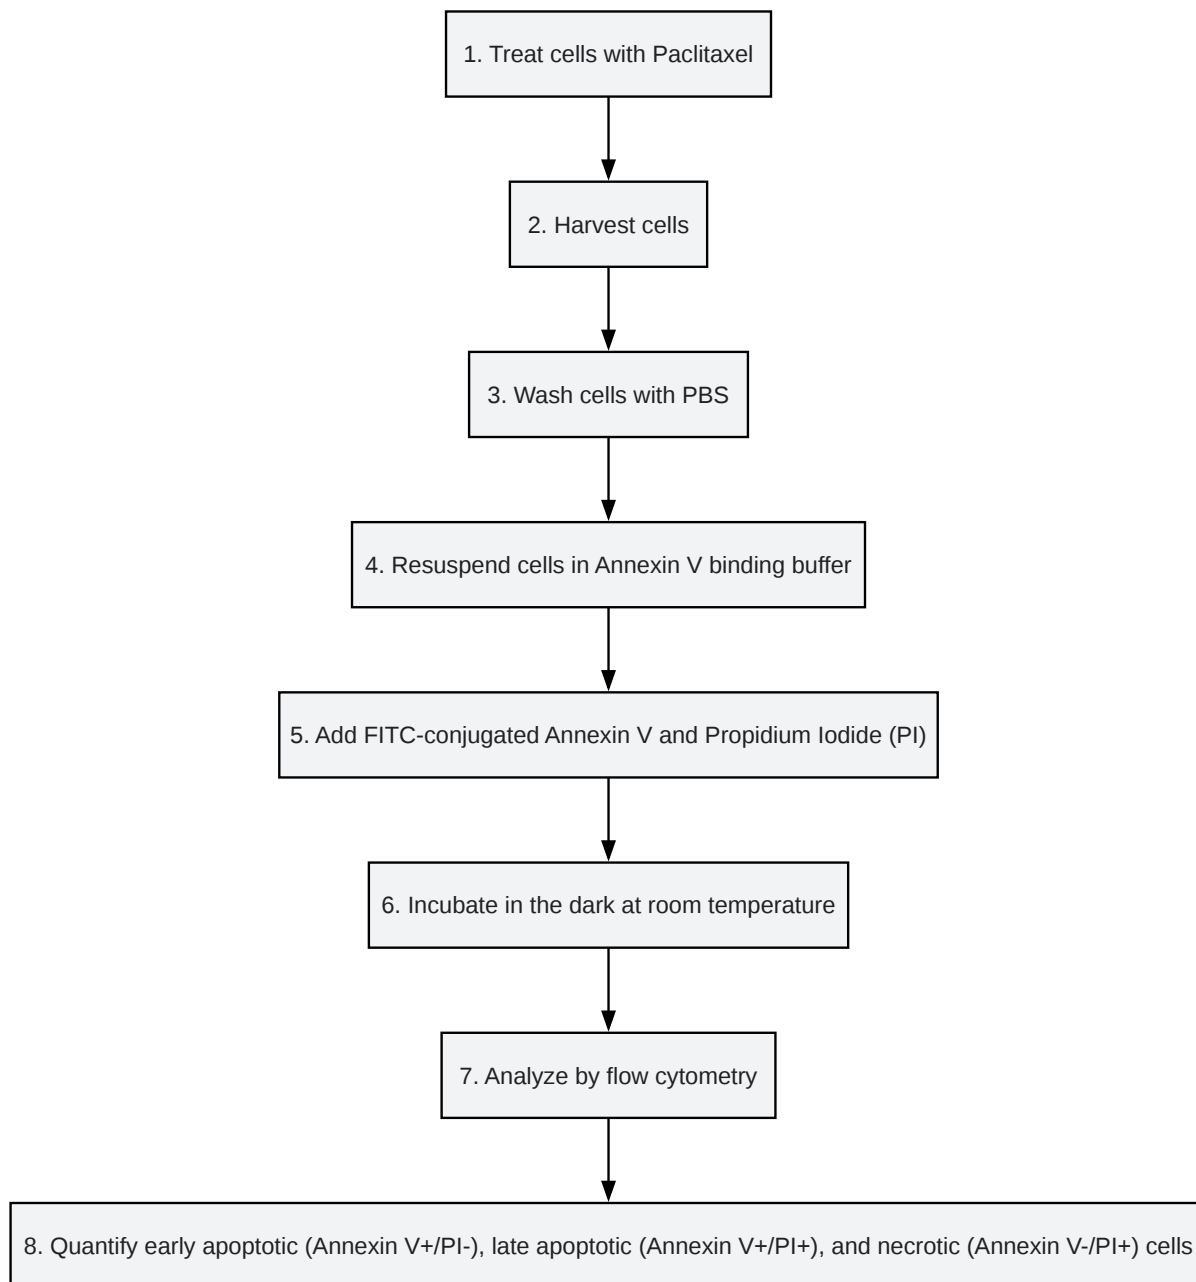 1. Treat cells with Paclitaxel
2. Harvest cells
3. Wash cells with PBS
4. Resuspend cells in Annexin V binding buffer
5. Add FITC-conjugated Annexin V and Propidium Iodide (PI)
6. Incubate in the dark at room temperature
7. Analyze by flow cytometry
8. Quantify early apoptotic (Annexin V+/PI-), late apoptotic (Annexin V+/PI+), and necrotic (Annexin V-/PI+) cells